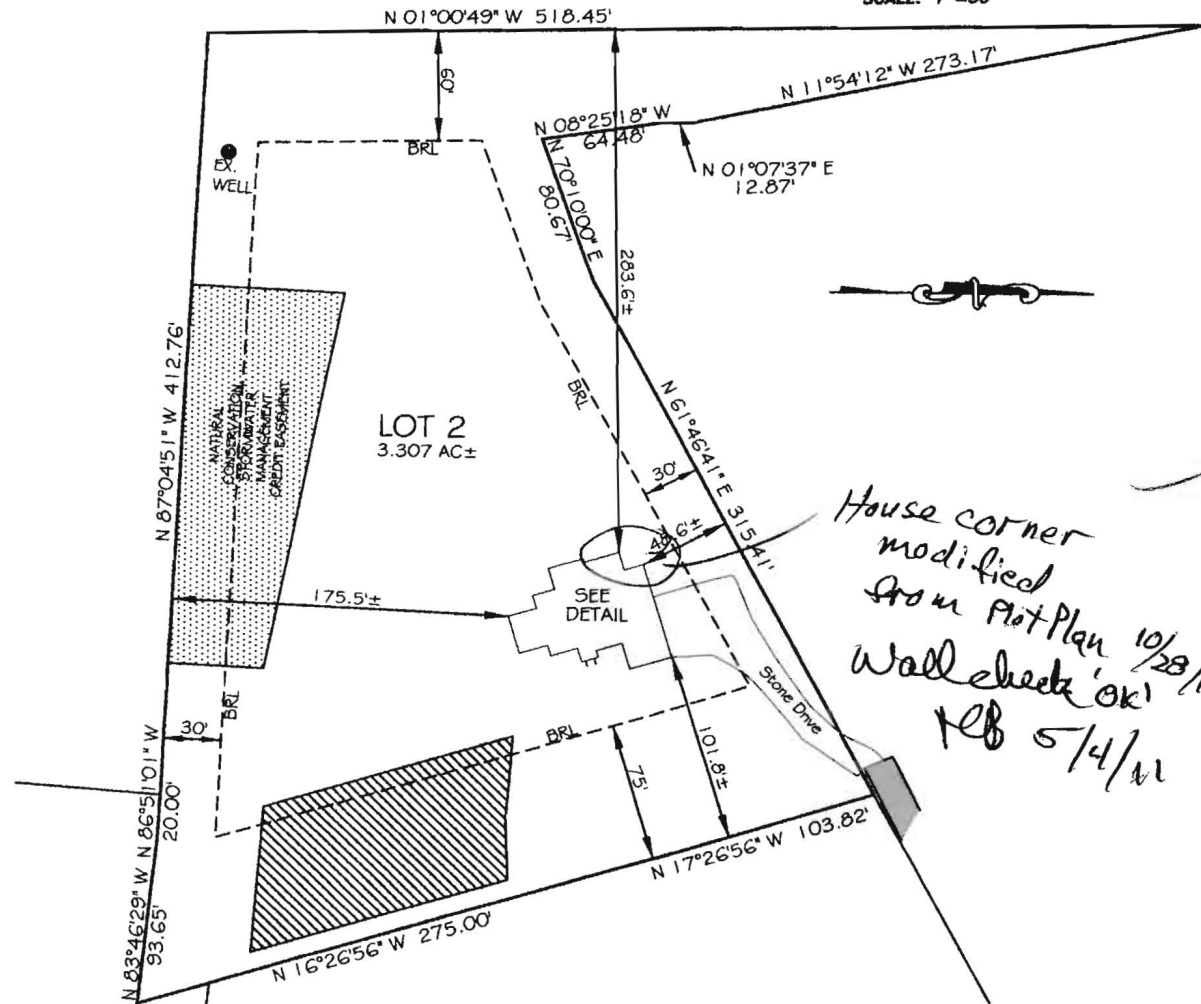 N 01°00'49" W 518.45'
60'
N 11°54'12" W 273.17'
N 08°25'18" W
64.48'
N 01°07'37" E
12.87'
N 70°10'00" E
80.67'
BRL
EX.
WELL
283.6'±
N 87°04'51" W 412.76'
NATURAL
CONSERVATION
STORMWATER
MANAGEMENT
CREDIT EASEMENT
LOT 2
3.307 AC±
BRL
N 61°46'41" E 315.41'
30'
House corner
modified
from Plot Plan 10/28/
Wall check 'OK'
5/4/11
175.5'±
SEE
DETAIL
Stone Drive
BRL
30'
BRL
75'
101.8'±
N 86°51'01" W
20.00'
N 17°26'56" W 103.82'
N 83°46'29" W
93.65'
N 16°26'56" W 275.00'